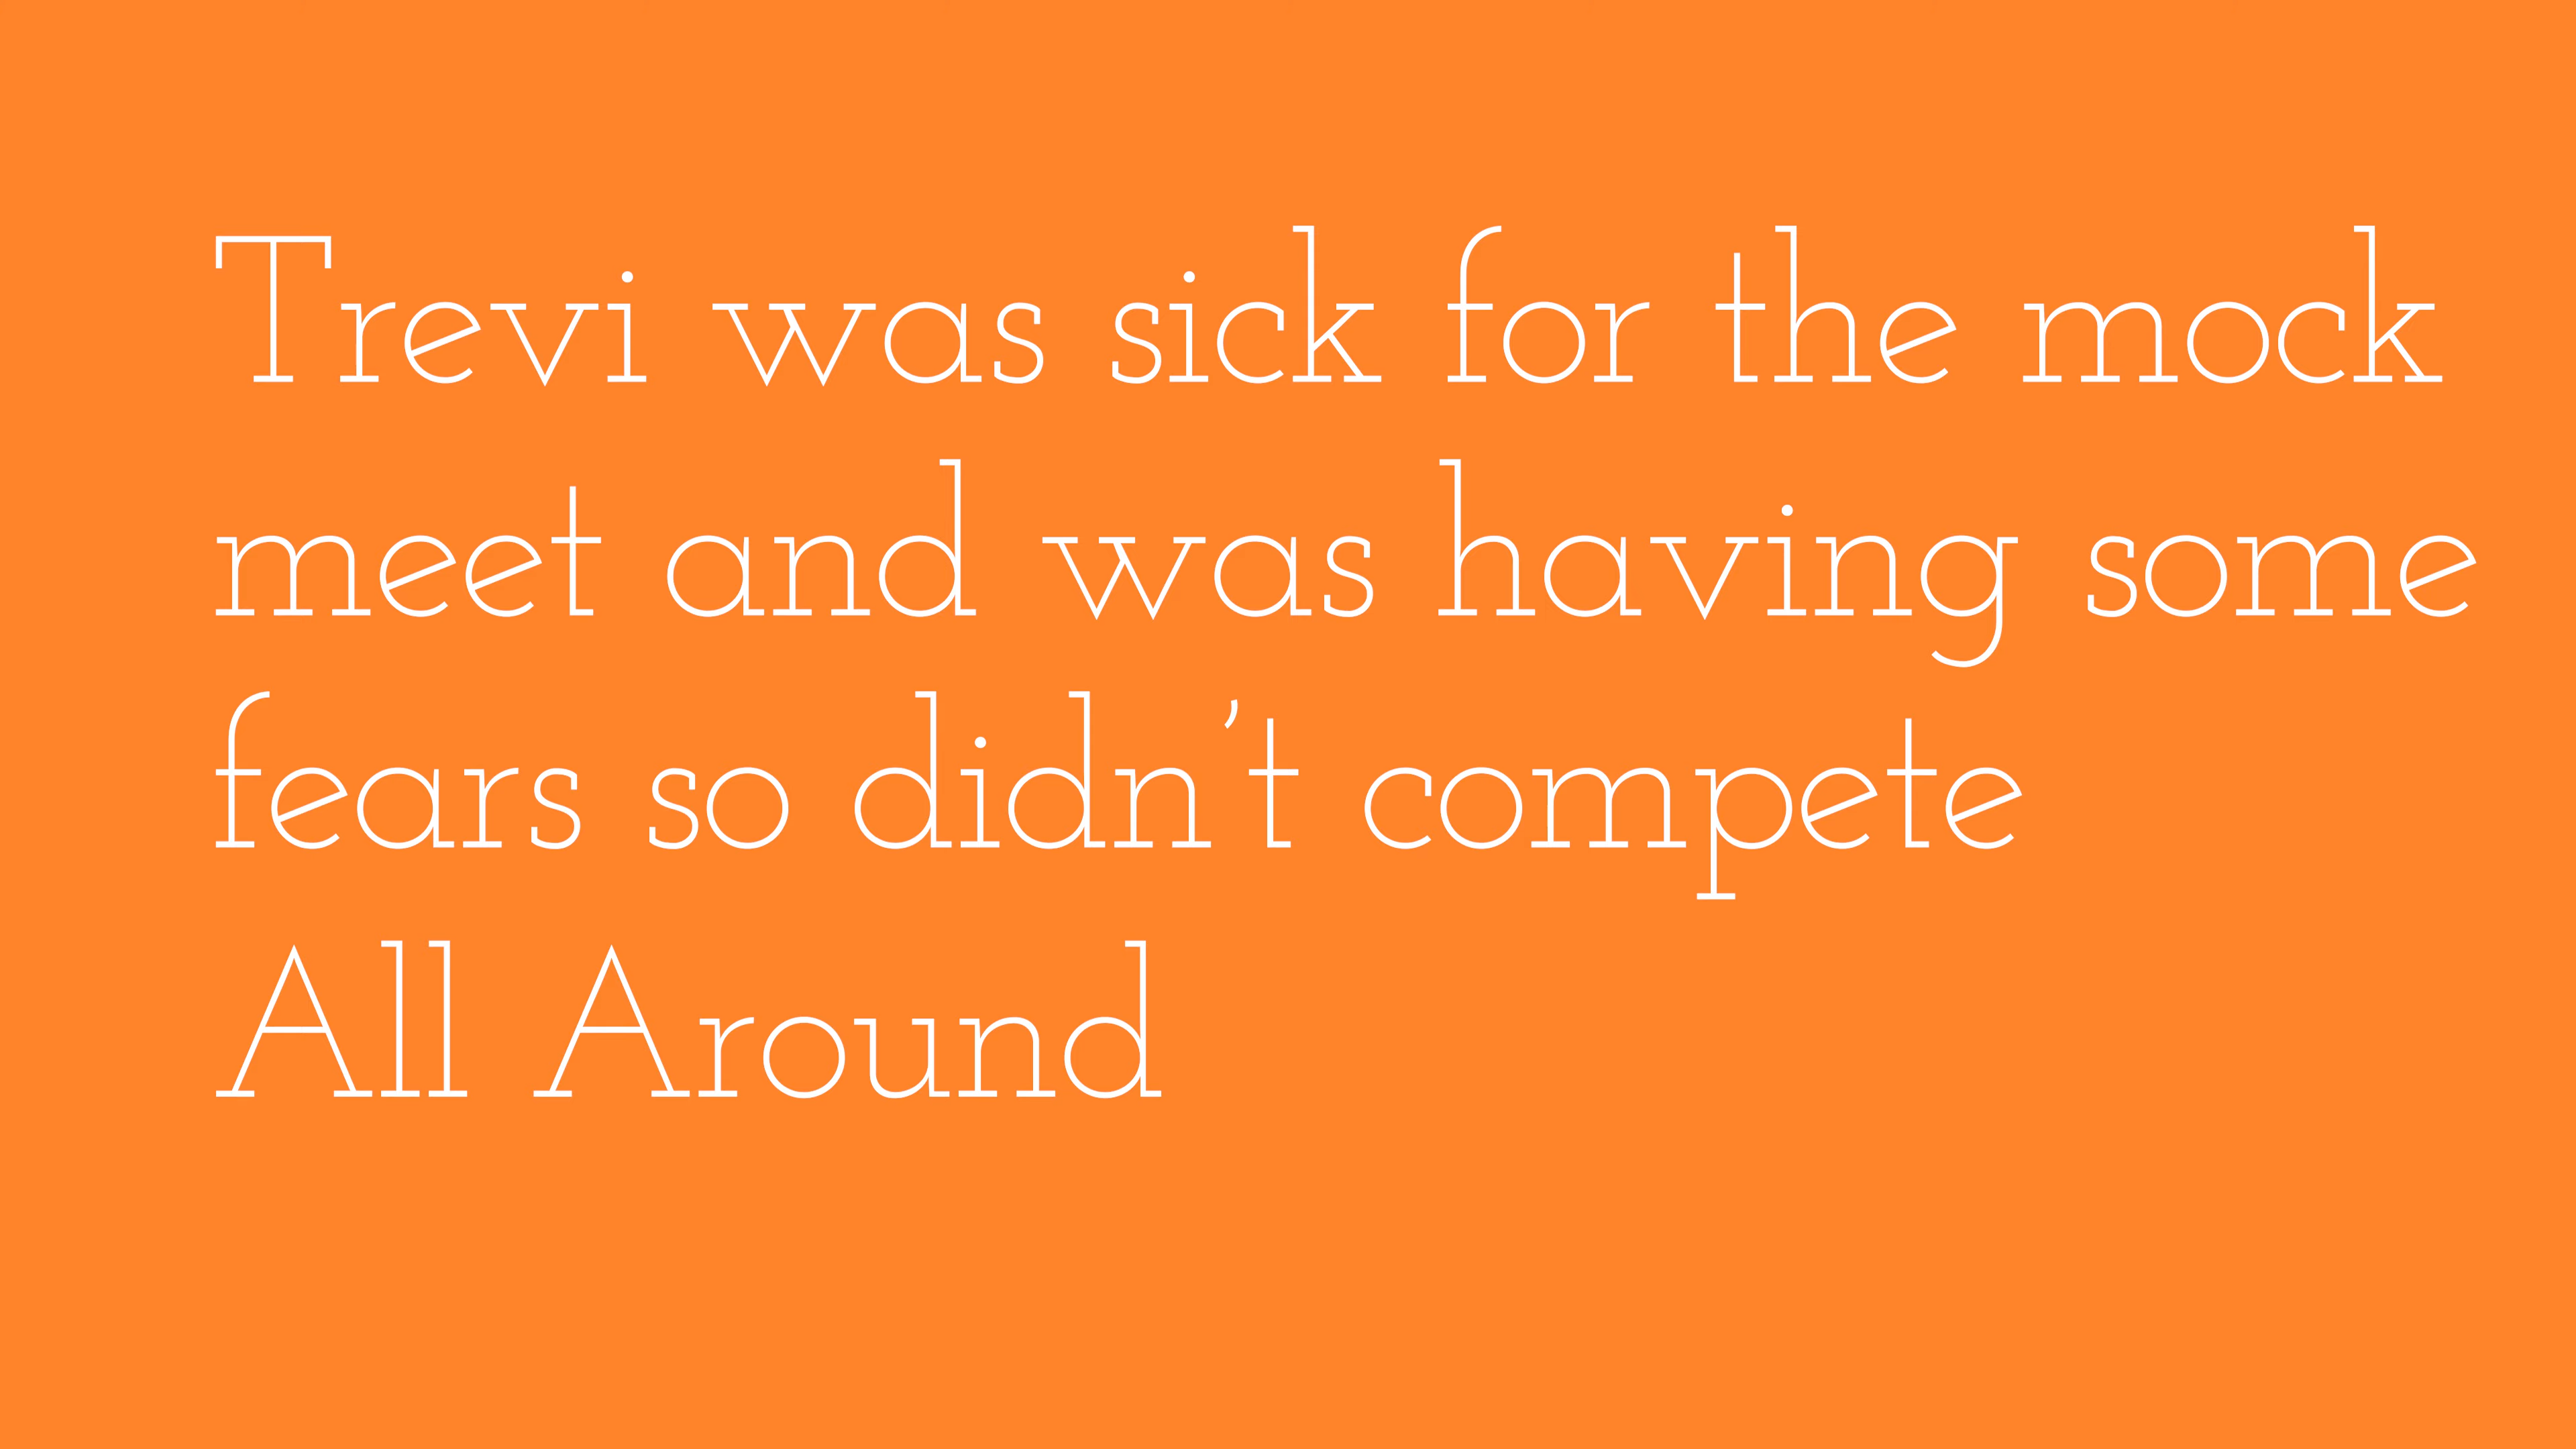 Trevi was sick for the mock
meet and was having some
fears so didn’t compete
All Around